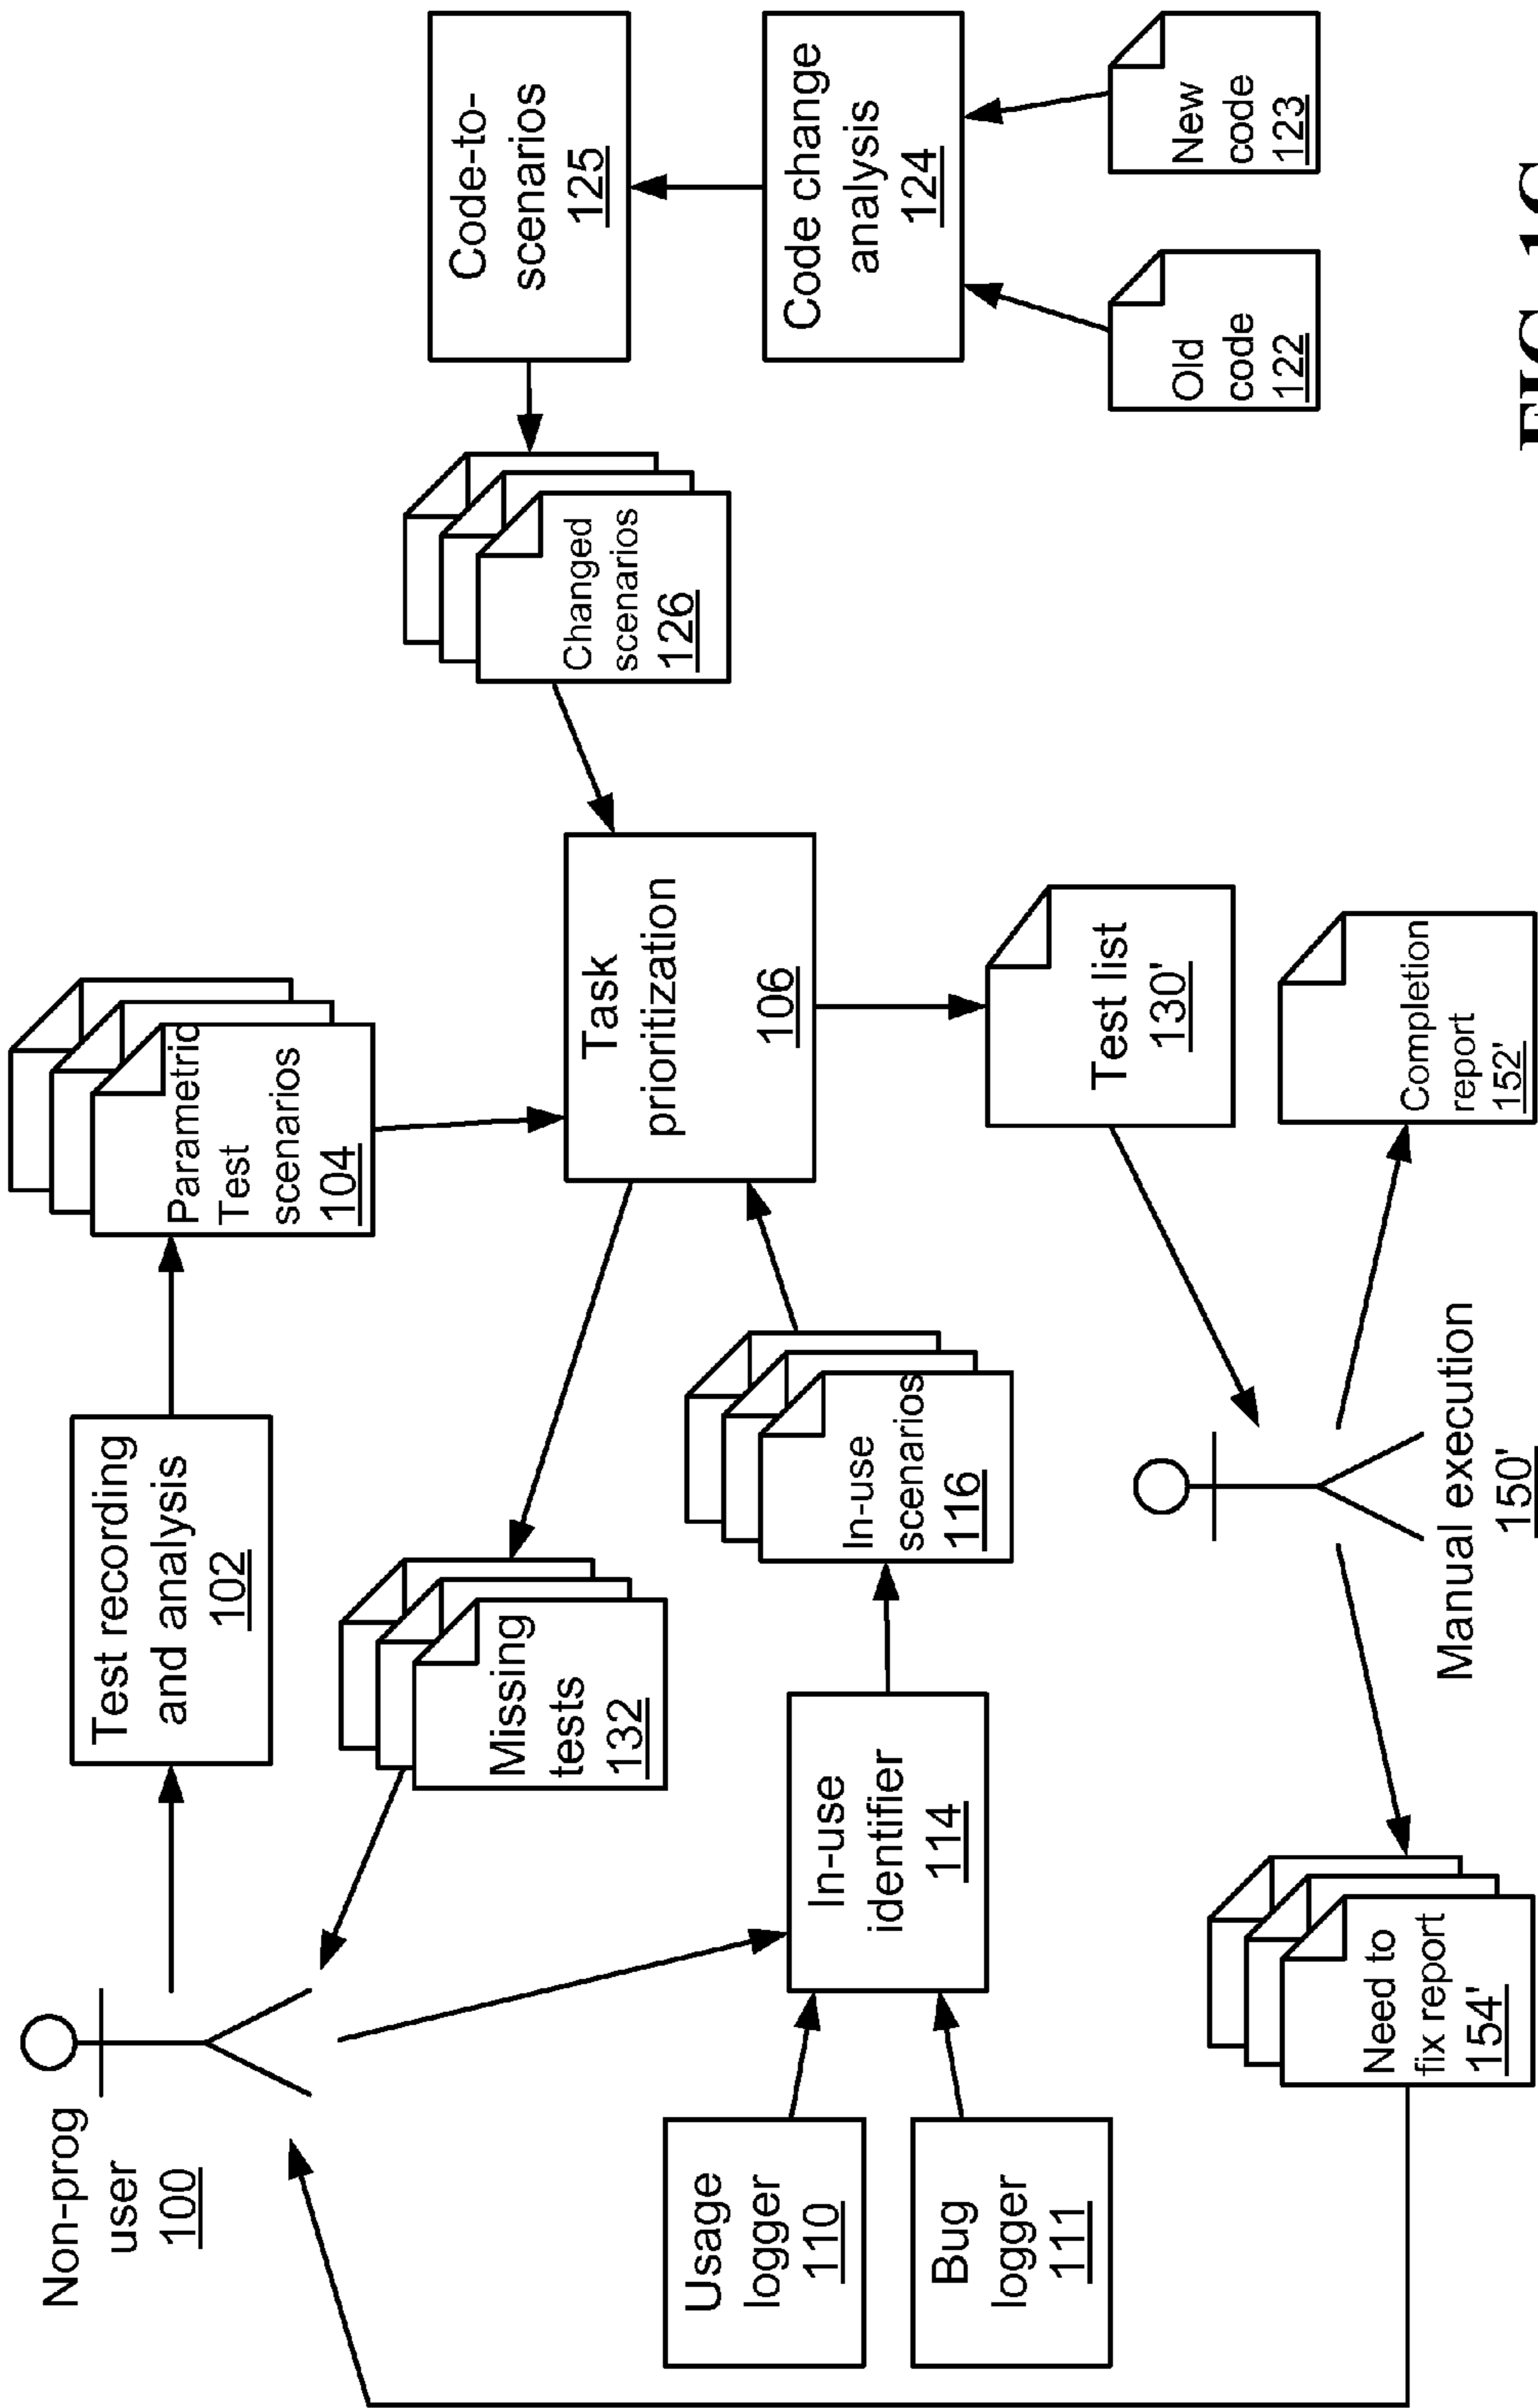 Non-prog
user
100
Test recording
and analysis
102
Parametric
Test
scenarios
104
Missing
tests
132
Task
prioritization
106
Changed
scenarios
126
Code-to-
scenarios
125
Code change
analysis
124
Old
code
122
New
code
123
Usage
logger
110
Bug
logger
111
In-use
identifier
114
In-use
scenarios
116
Test list
130'
Need to
fix report
154'
Manual execution
150'
Completion
report
152'
FIG. 1C